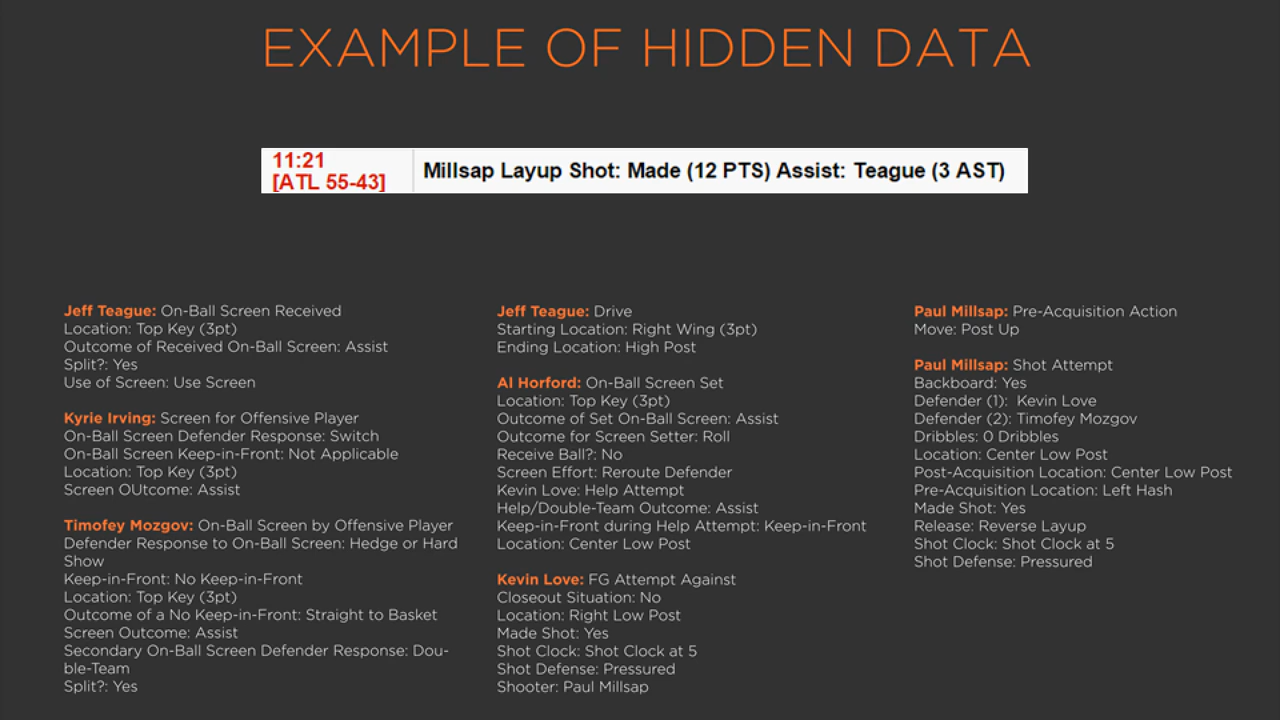 EXAMPLE OF HIDDEN DATA
11:21
[ATL 55-43]
Millsap Layup Shot: Made (12 PTS) Assist: Teague (3 AST)
Jeff Teague: On-Ball Screen Received
Location: Top Key (3pt)
Outcome of Received On-Ball Screen: Assist
Split?: Yes
Use of Screen: Use Screen
Kyrie Irving: Screen for Offensive Player
On-Ball Screen Defender Response: Switch
On-Ball Screen Keep-in-Front: Not Applicable
Location: Top Key (3pt)
Screen OUtcome: Assist
Timofey Mozgov: On-Ball Screen by Offensive Player
Defender Response to On-Ball Screen: Hedge or Hard
Show
Keep-in-Front: No Keep-in-Front
Location: Top Key (3pt)
Outcome of a No Keep-in-Front: Straight to Basket
Screen Outcome: Assist
Secondary On-Ball Screen Defender Response: Dou-
ble-Team
Split?: Yes
Jeff Teague: Drive
Starting Location: Right Wing (3pt)
Ending Location: High Post
Al Horford: On-Ball Screen Set
Location: Top Key (3pt)
Outcome of Set On-Ball Screen: Assist
Outcome for Screen Setter: Roll
Receive Ball?: No
Screen Effort: Reroute Defender
Kevin Love: Help Attempt
Help/Double-Team Outcome: Assist
Keep-in-Front during Help Attempt: Keep-in-Front
Location: Center Low Post
Kevin Love: FG Attempt Against
Closeout Situation: No
Location: Right Low Post
Made Shot: Yes
Shot Clock: Shot Clock at 5
Shot Defense: Pressured
Shooter: Paul Millsap
Paul Millsap: Pre-Acquisition Action
Move: Post Up
Paul Millsap: Shot Attempt
Backboard: Yes
Defender (1): Kevin Love
Defender (2): Timofey Mozgov
Dribbles: 0 Dribbles
Location: Center Low Post
Post-Acquisition Location: Center Low Post
Pre-Acquisition Location: Left Hash
Made Shot: Yes
Release: Reverse Layup
Shot Clock: Shot Clock at 5
Shot Defense: Pressured